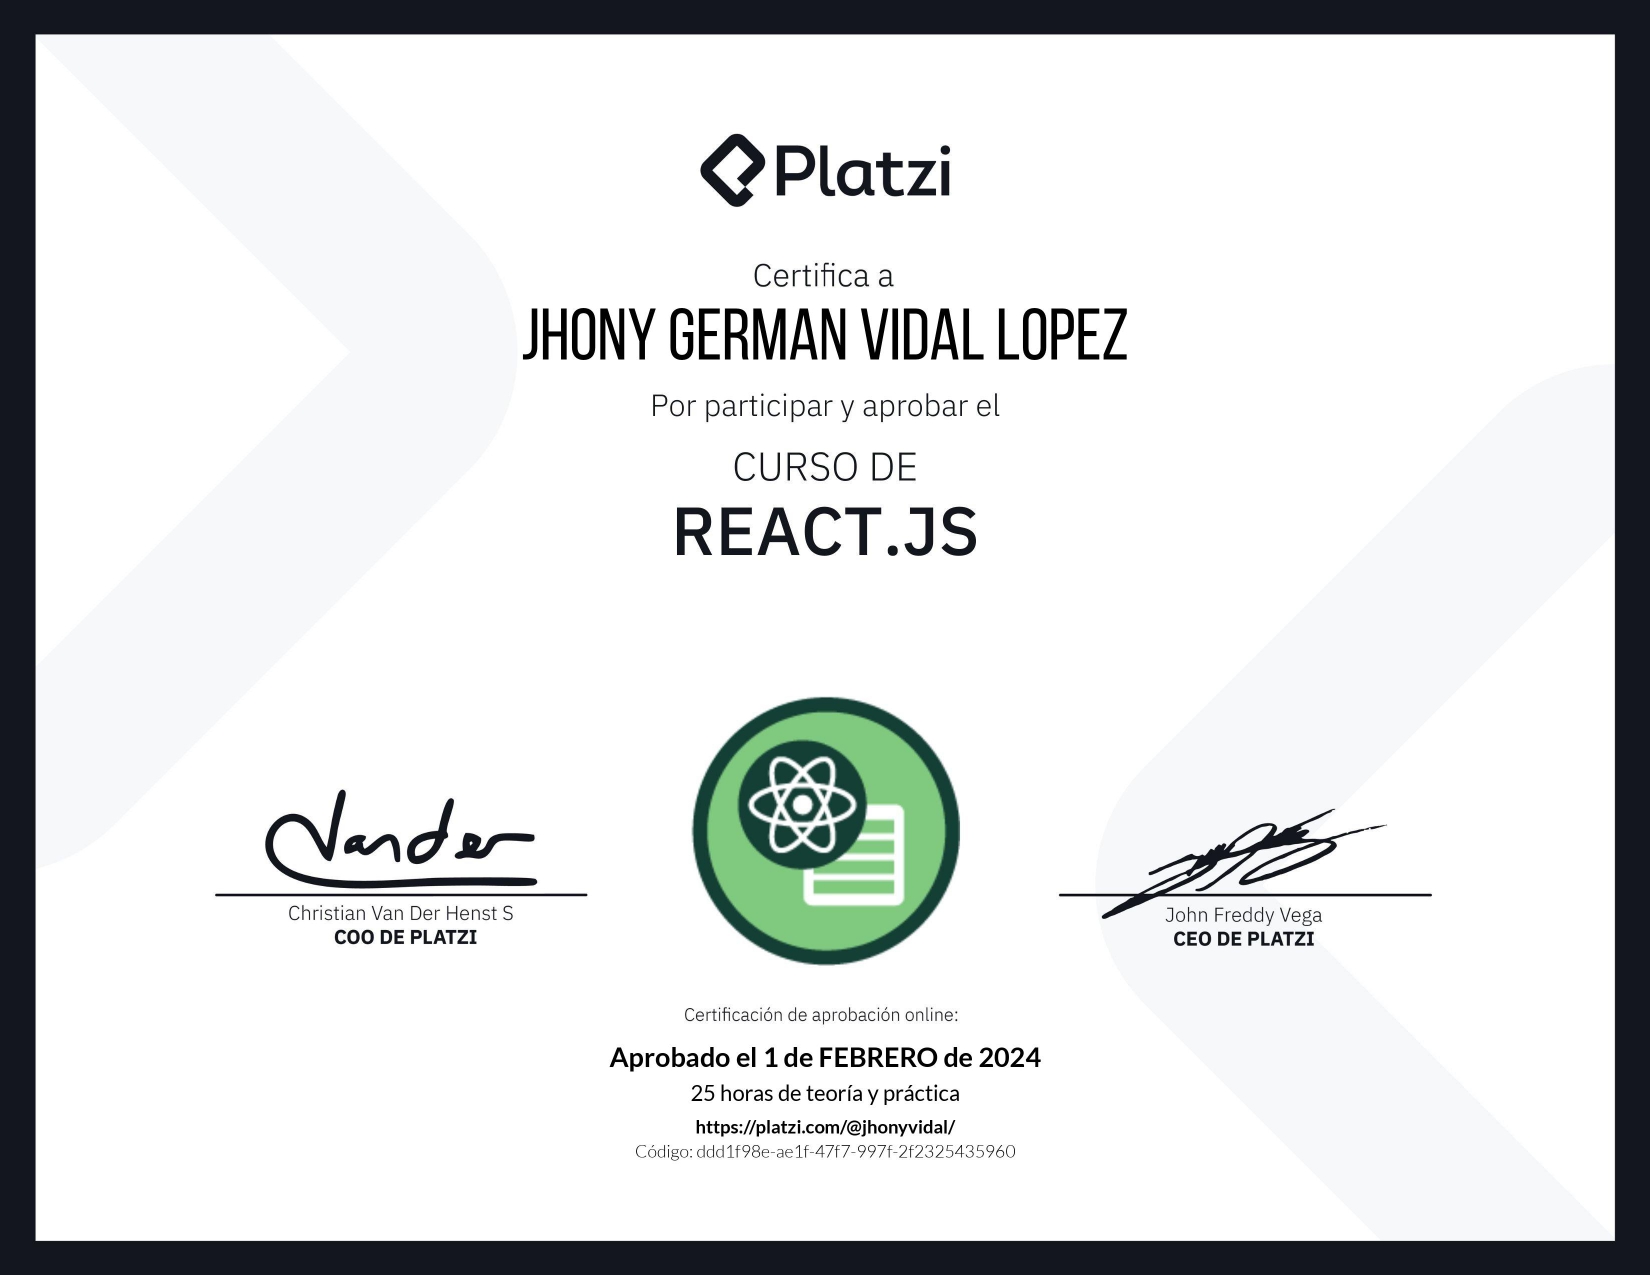 Platzi
Certifica a
JHONY GERMAN VIDAL LOPEZ
Por participar y aprobar el
CURSO DE
REACT.JS
Vander
Christian Van Der Henst S
COO DE PLATZI
John Freddy Vega
CEO DE PLATZI
Certificación de aprobación online:
Aprobado el 1 de FEBRERO de 2024
25 horas de teoría y práctica
https://platzi.com/@jhonyvidal/
Código: ddd1f98e-ae1f-47f7-997f-2f2325435960